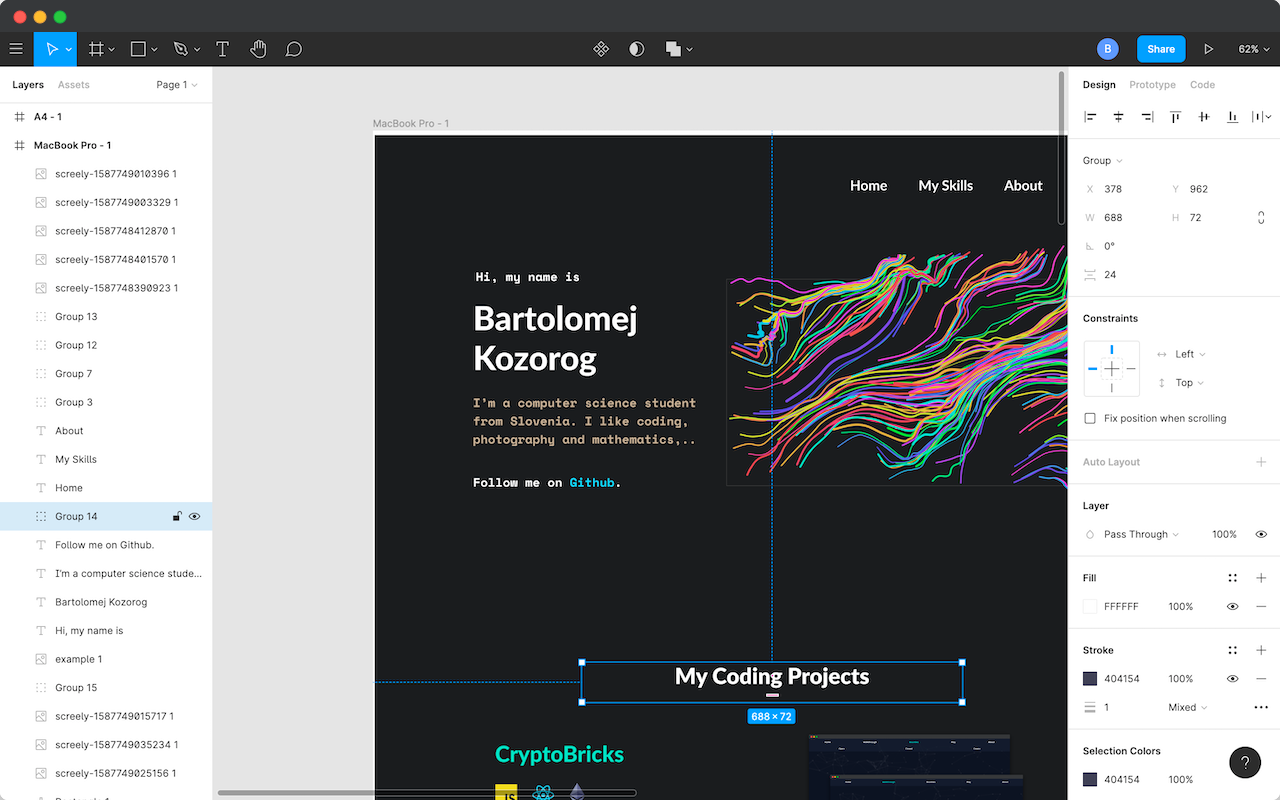 B
Share
62%
Layers
Assets
Page 1
A4 - 1
MacBook Pro - 1
screely-1587749010396 1
screely-1587749003329 1
screely-1587748412870 1
screely-1587748401570 1
screely-1587748390923 1
Group 13
Group 12
Group 7
Group 3
About
My Skills
Home
Group 14
Follow me on Github.
I'm a computer science stude...
Bartolomej Kozorog
Hi, my name is
example 1
Group 15
screely-1587749015717 1
screely-1587749035234 1
screely-1587749025156 1
MacBook Pro - 1
Home
My Skills
About
Hi, my name is
Bartolomej
Kozorog
I'm a computer science student
from Slovenia. I like coding,
photography and mathematics,..
Follow me on Github.
My Coding Projects
688 × 72
CryptoBricks
JS
Design
Prototype
Code
Group
X 378
Y 962
W 688
H 72
0°
24
Constraints
Left
Top
Fix position when scrolling
Auto Layout
Layer
Pass Through
100%
Fill
FFFFFF
100%
Stroke
404154
100%
1
Mixed
Selection Colors
404154
100%
?